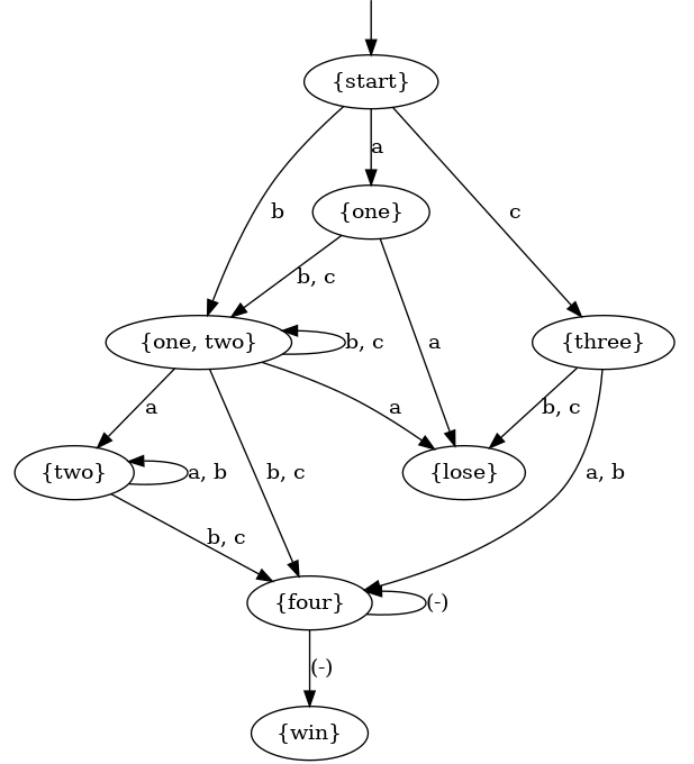 {start}
a
b
c
{one}
b, c
{one, two}
b, c
a
{three}
a
a
b, c
{two}
a, b
b, c
{lose}
a, b
b, c
{four}
(-)
(-)
{win}